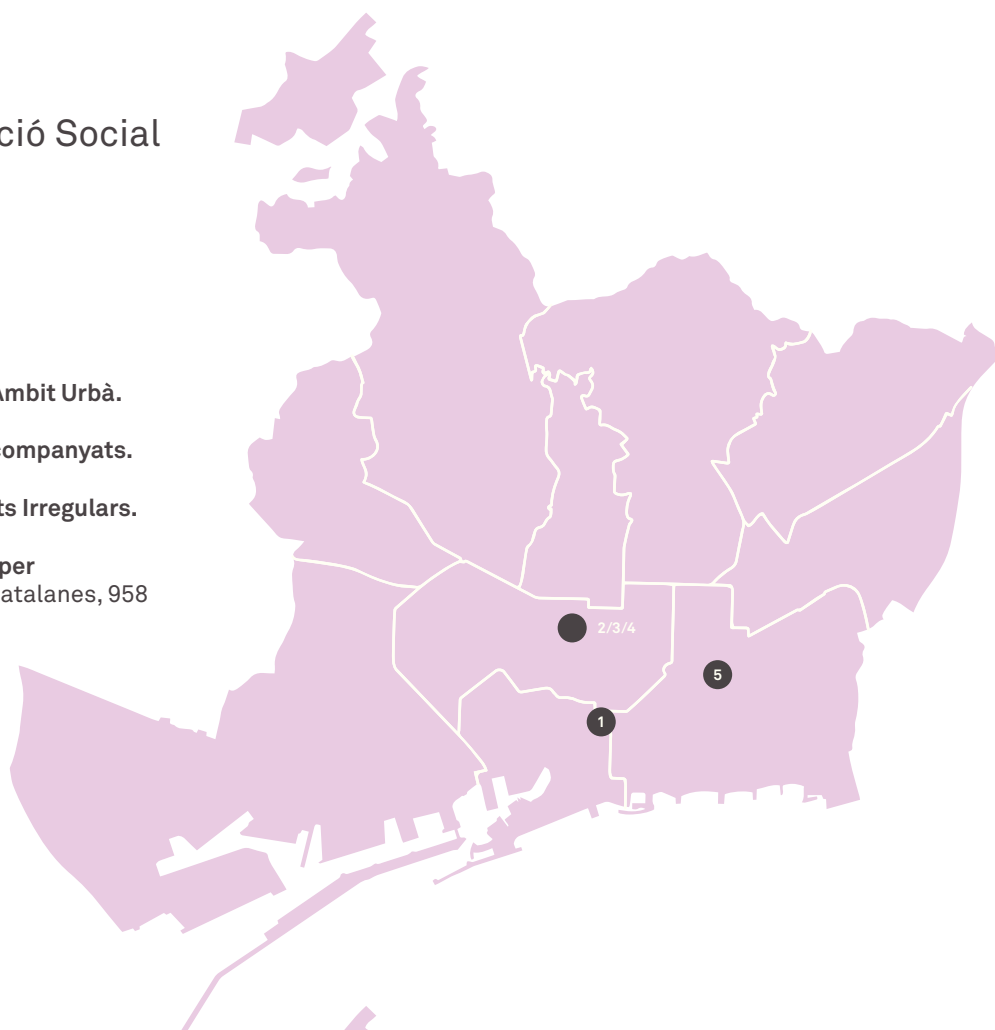 ció Social
Àmbit Urbà.
companyats.
ts Irregulars.
per
atalanes, 958
2/3/4
5
1